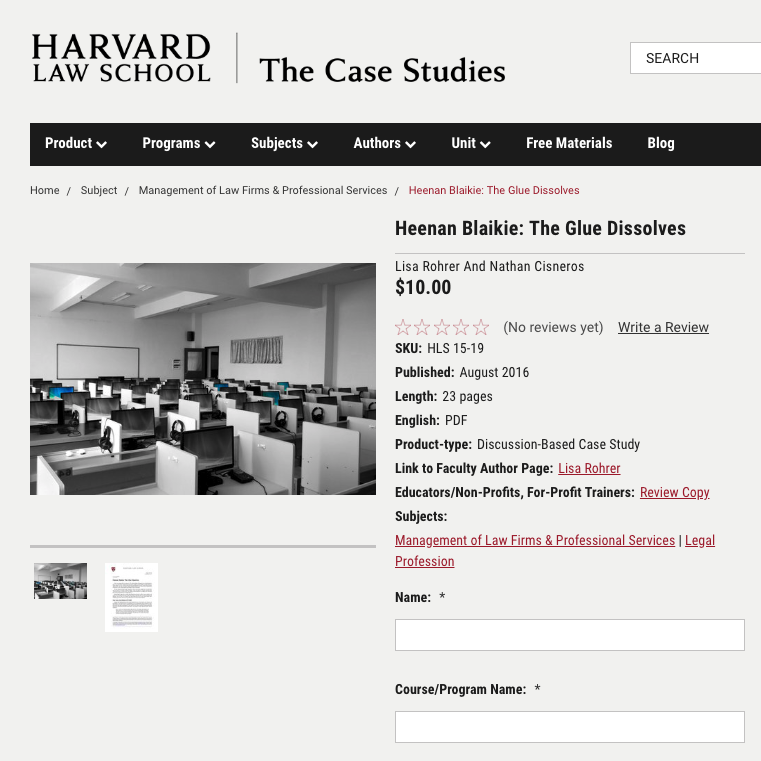 HARVARD
LAW SCHOOL
The Case Studies
SEARCH
Product
Programs
Subjects
Authors
Unit
Free Materials
Blog
Home / Subject / Management of Law Firms & Professional Services / Heenan Blaikie: The Glue Dissolves
Heenan Blaikie: The Glue Dissolves
Lisa Rohrer And Nathan Cisneros
$10.00
(No reviews yet) Write a Review
SKU: HLS 15-19
Published: August 2016
Length: 23 pages
English: PDF
Product-type: Discussion-Based Case Study
Link to Faculty Author Page: Lisa Rohrer
Educators/Non-Profits, For-Profit Trainers: Review Copy
Subjects:
Management of Law Firms & Professional Services | Legal
Profession
Name: *
Course/Program Name: *